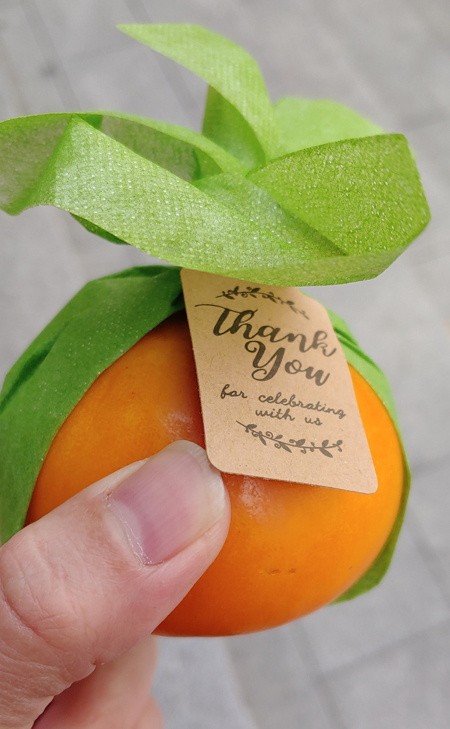 Thank
You
for celebrating
with us